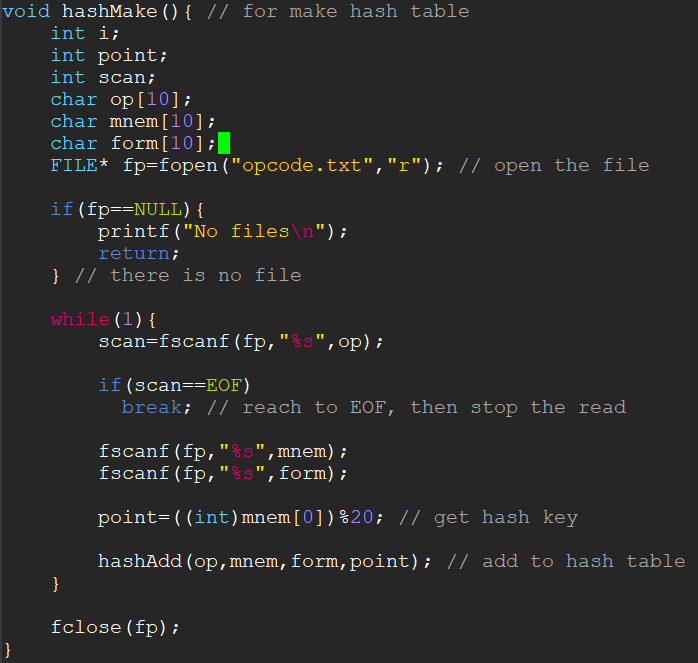 void hashMake(){ // for make hash table
    int i;
    int point;
    int scan;
    char op[10];
    char mnem[10];
    char form[10];
    FILE* fp=fopen("opcode.txt","r"); // open the file

    if(fp==NULL){
        printf("No files\n");
        return;
    } // there is no file

    while(1){
        scan=fscanf(fp,"%s",op);

        if(scan==EOF)
          break; // reach to EOF, then stop the read

        fscanf(fp,"%s",mnem);
        fscanf(fp,"%s",form);

        point=((int)mnem[0])%20; // get hash key

        hashAdd(op,mnem,form,point); // add to hash table
    }

    fclose(fp);
}